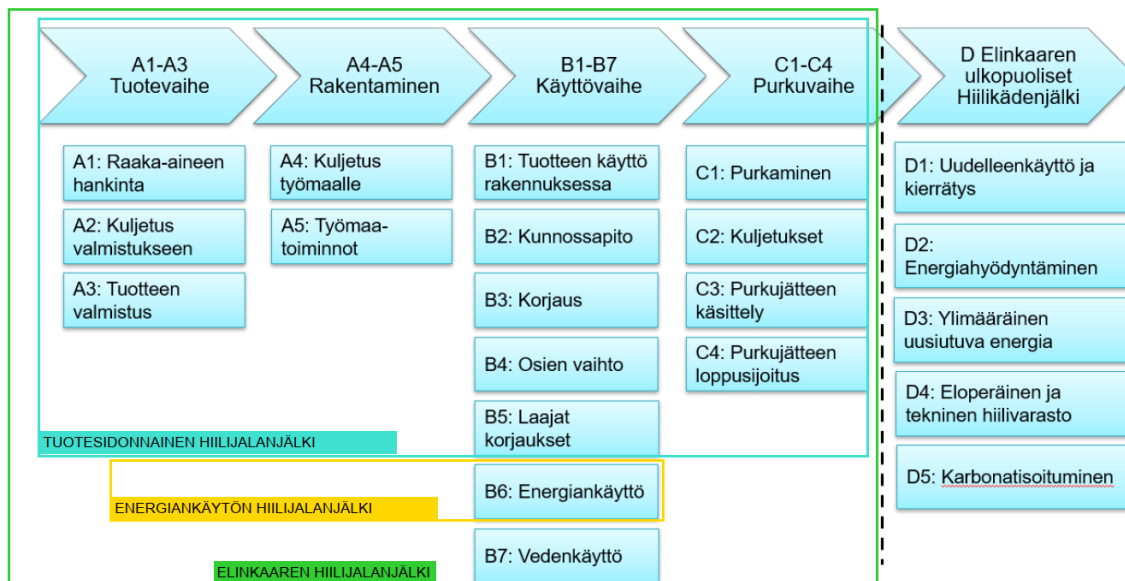 A1-A3
Tuotevaihe
A4-A5
Rakentaminen
B1-B7
Käyttövaihe
C1-C4
Purkuvaihe
D Elinkaaren
ulkopuoliset
Hiilikädenjälki
A1: Raaka-aineen
hankinta
A2: Kuljetus
valmistukseen
A3: Tuotteen
valmistus
A4: Kuljetus
työmaalle
A5: Työmaa-
toiminnot
B1: Tuotteen käyttö
rakennuksessa
B2: Kunnossapito
B3: Korjaus
B4: Osien vaihto
B5: Laajat
korjaukset
B6: Energiankäyttö
B7: Vedenkäyttö
C1: Purkaminen
C2: Kuljetukset
C3: Purkujätteen
käsittely
C4: Purkujätteen
loppusijoitus
D1: Uudelleenkäyttö ja
kierrätys
D2:
Energiahyödyntäminen
D3: Ylimääräinen
uusiutuva energia
D4: Eloperäinen ja
tekninen hiilivarasto
D5: Karbonatisoituminen
TUOTESIDONNAINEN HIILIJALANJÄLKI
ENERGIANKÄYTÖN HIILIJALANJÄLKI
ELINKAAREN HIILIJALANJÄLKI